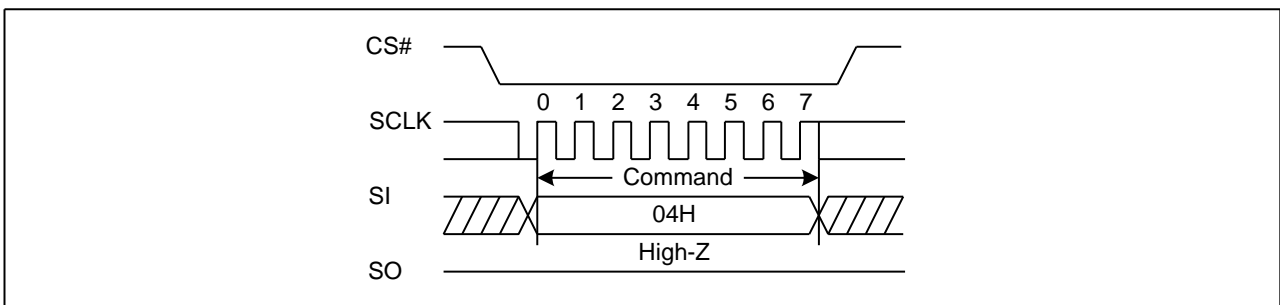 CS#
0 1 2 3 4 5 6 7
SCLK
Command
SI
04H
High-Z
SO